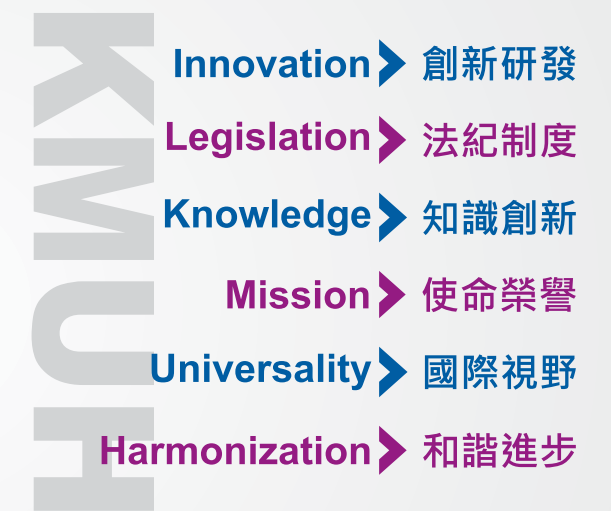 KMUH
Innovation 創新研發
Legislation 法紀制度
Knowledge 知識創新
Mission 使命榮譽
Universality 國際視野
Harmonization 和諧進步